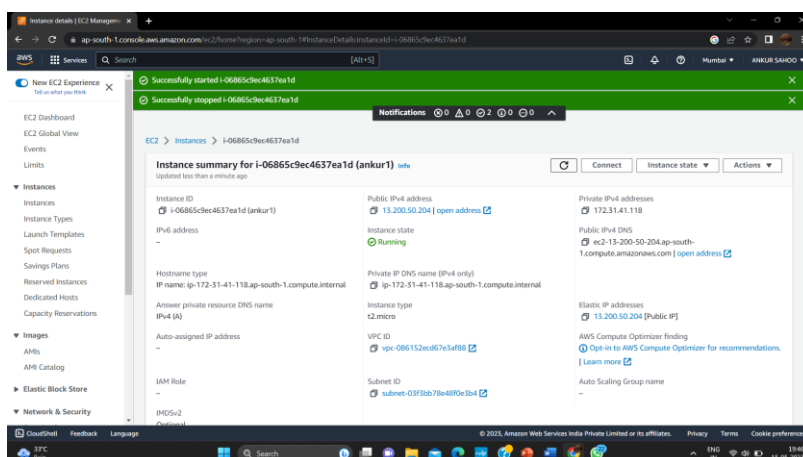 Instance details | EC2 Managem
ap-south-1.console.aws.amazon.com/ec2/home?region=ap-south-1#InstanceDetails:instanceId=i-06865c9ec4637ea1d
aws Services Search [Alt+S] Mumbai ANKUR SAHOO
New EC2 Experience
Tell us what you think
EC2 Dashboard
EC2 Global View
Events
Limits
Instances
Instances
Instance Types
Launch Templates
Spot Requests
Savings Plans
Reserved Instances
Dedicated Hosts
Capacity Reservations
Images
AMIs
AMI Catalog
Elastic Block Store
Network & Security
Successfully started i-06865c9ec4637ea1d
Successfully stopped i-06865c9ec4637ea1d
Notifications 0 0 2 0 0
EC2 > Instances > i-06865c9ec4637ea1d
Instance summary for i-06865c9ec4637ea1d (ankur1) Info
Updated less than a minute ago
Connect Instance state Actions
Instance ID
i-06865c9ec4637ea1d (ankur1)
Public IPv4 address
13.200.50.204 | open address
Private IPv4 addresses
172.31.41.118
IPv6 address
–
Instance state
Running
Public IPv4 DNS
ec2-13-200-50-204.ap-south-
1.compute.amazonaws.com | open address
Hostname type
IP name: ip-172-31-41-118.ap-south-1.compute.internal
Private IP DNS name (IPv4 only)
ip-172-31-41-118.ap-south-1.compute.internal
Answer private resource DNS name
IPv4 (A)
Instance type
t2.micro
Elastic IP addresses
13.200.50.204 [Public IP]
Auto-assigned IP address
–
VPC ID
vpc-086152ecd67e3af88
AWS Compute Optimizer finding
Opt-in to AWS Compute Optimizer for recommendations.
| Learn more
IAM Role
–
Subnet ID
subnet-03f3bb78e48f0e3b4
Auto Scaling Group name
–
IMDSv2
Optional
CloudShell Feedback Language © 2023, Amazon Web Services India Private Limited or its affiliates. Privacy Terms Cookie preference
33°C
Search
ENG
IN